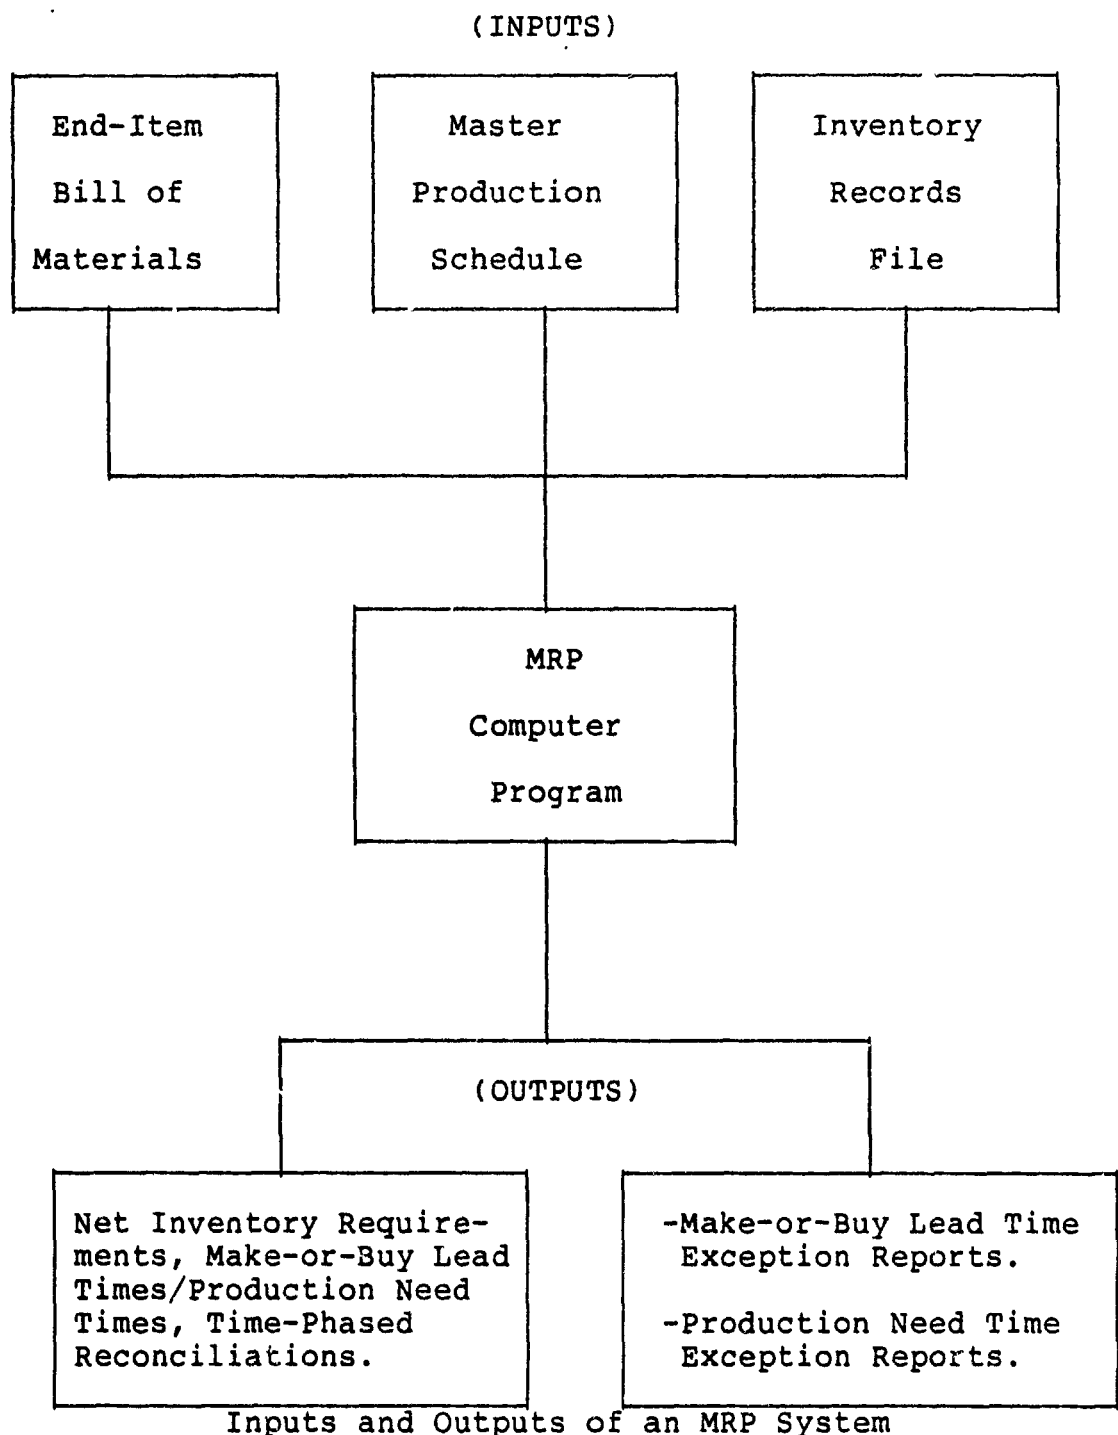 (INPUTS)
End-Item
Bill of
Materials
Master
Production
Schedule
Inventory
Records
File
MRP
Computer
Program
(OUTPUTS)
Net Inventory Require-
ments, Make-or-Buy Lead
Times/Production Need
Times, Time-Phased
Reconciliations.
-Make-or-Buy Lead Time
Exception Reports.
-Production Need Time
Exception Reports.
Inputs and Outputs of an MRP System